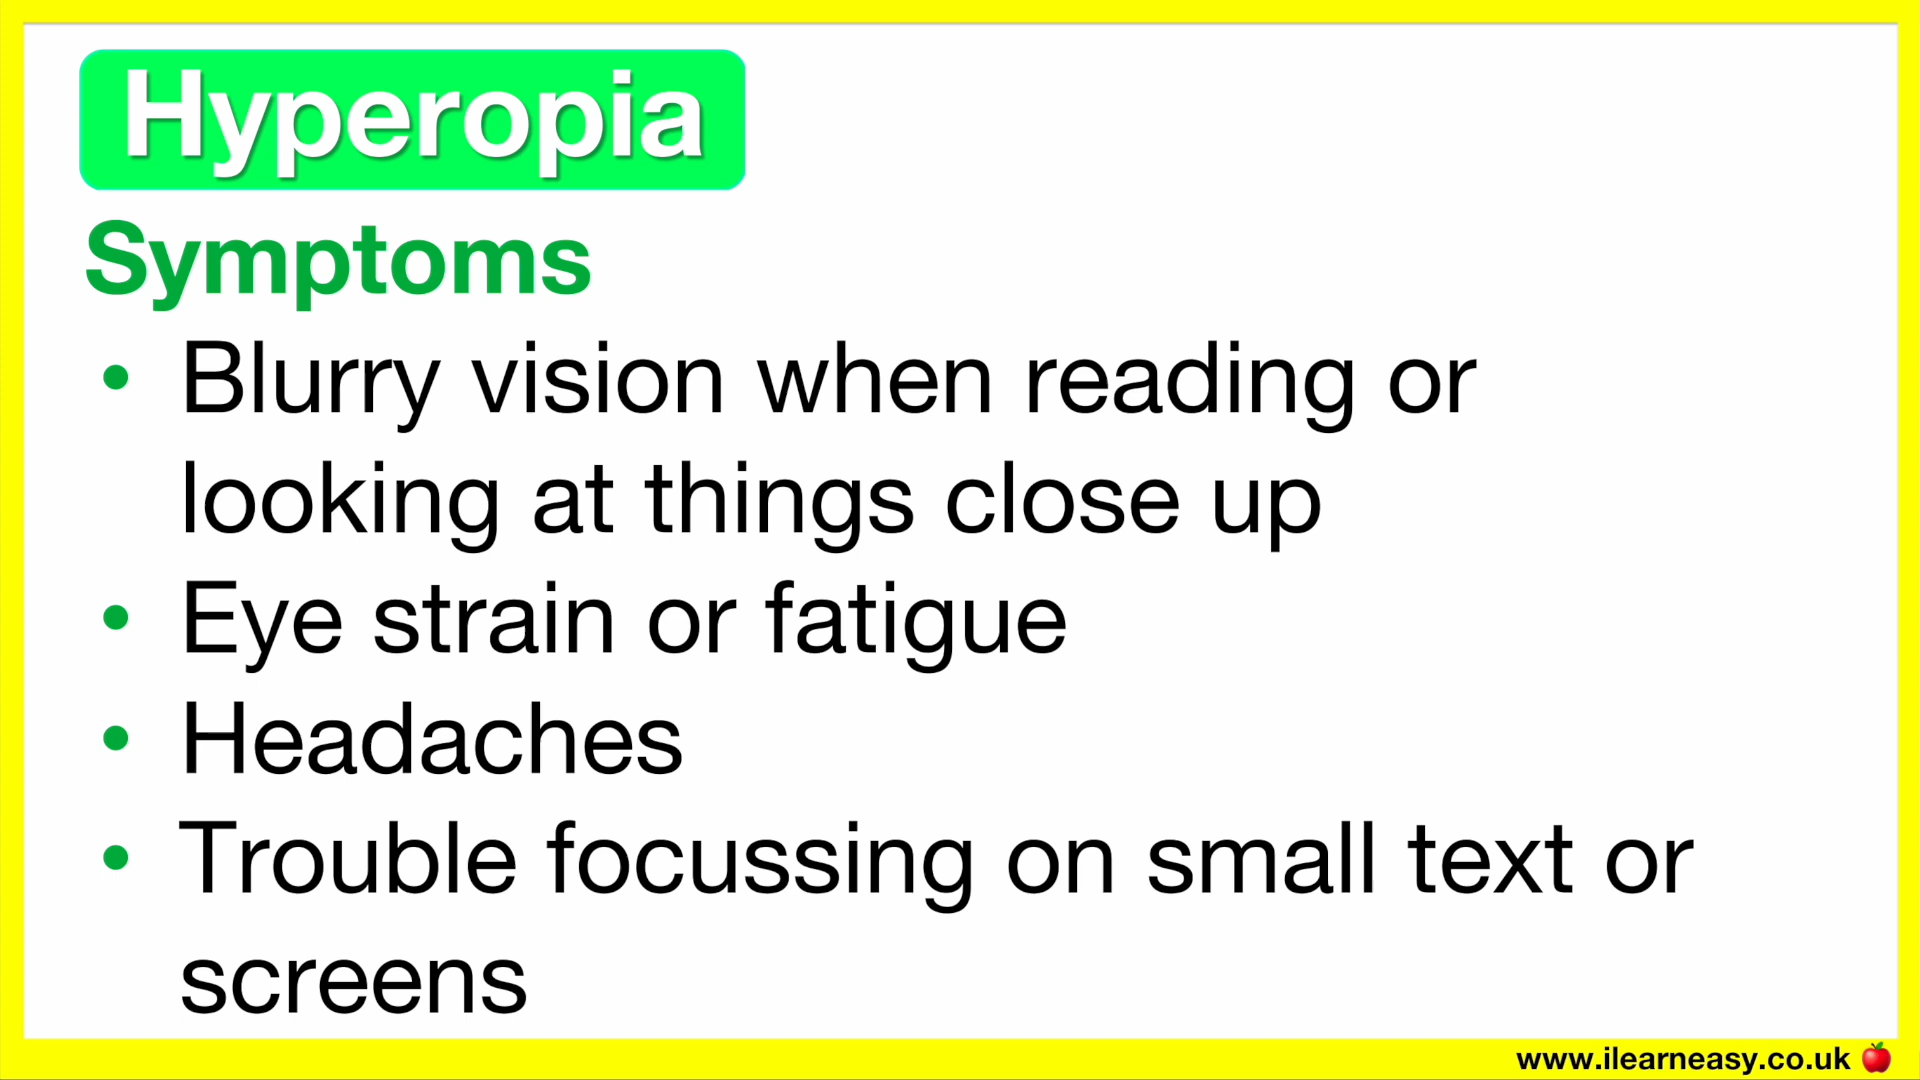 Hyperopia
Symptoms
• Blurry vision when reading or
looking at things close up
• Eye strain or fatigue
• Headaches
• Trouble focussing on small text or
screens
www.ilearneasy.co.uk